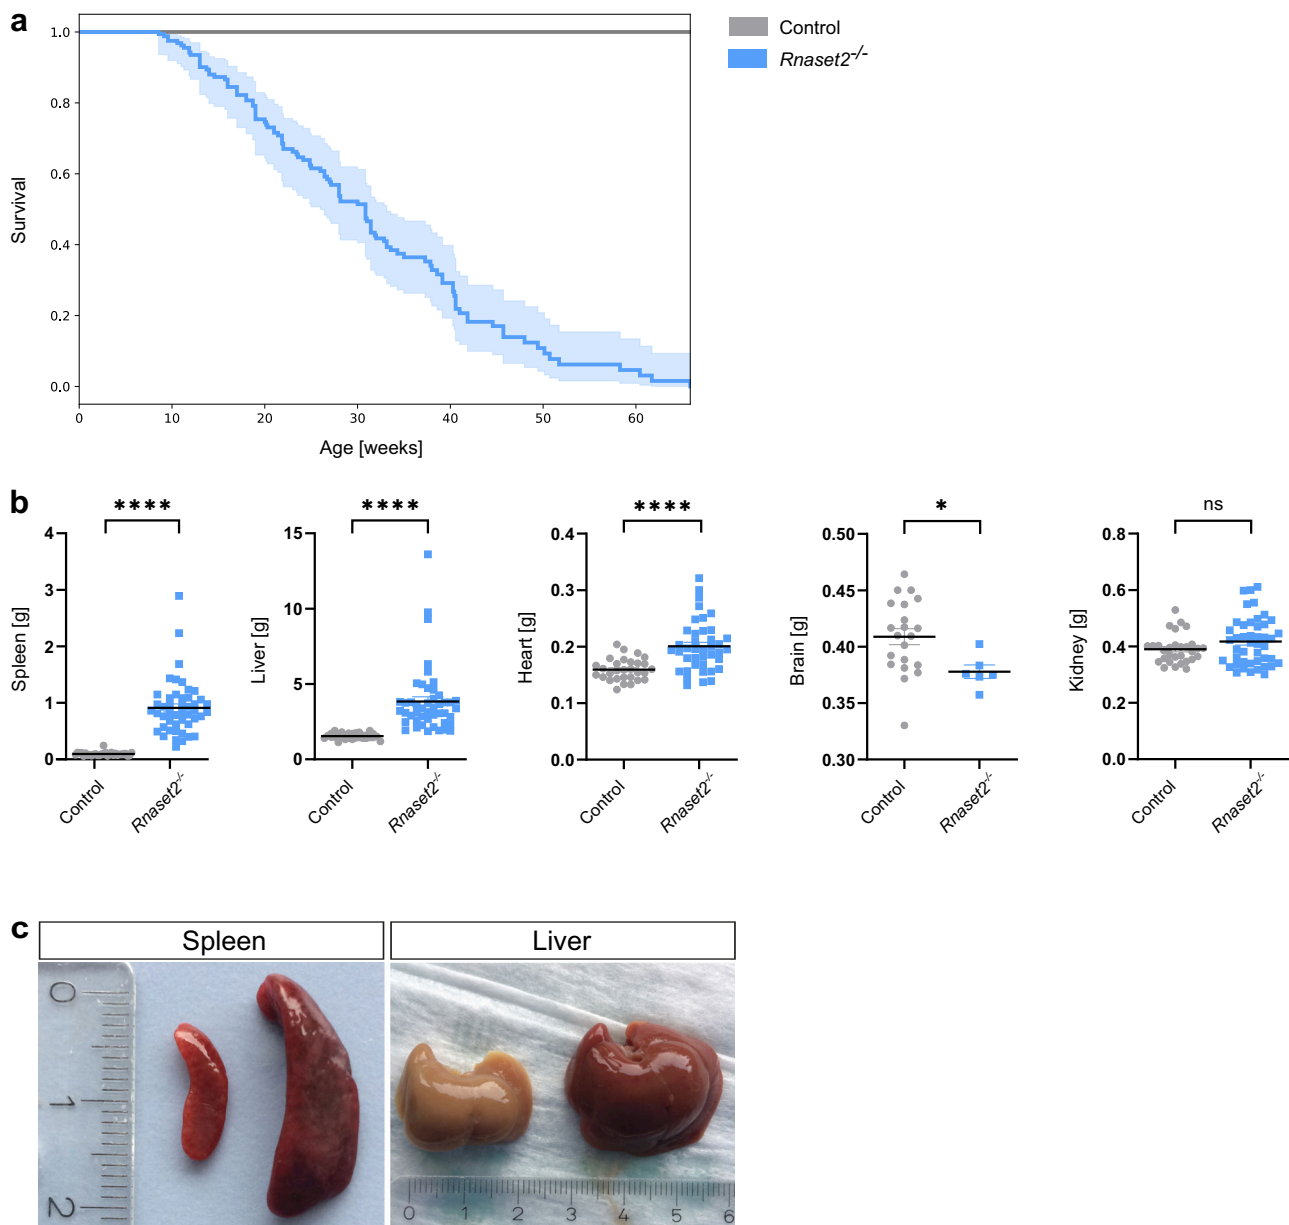 a
Control
Rnaset2-/-
1.0
0.8
0.6
0.4
0.2
0.0
Survival
0 10 20 30 40 50 60
Age [weeks]
b
****
4
3
2
1
0
Spleen [g]
Control
Rnaset2-/-
****
15
10
5
0
Liver [g]
Control
Rnaset2-/-
****
0.4
0.3
0.2
0.1
0.0
Heart [g]
Control
Rnaset2-/-
*
0.50
0.45
0.40
0.35
0.30
Brain [g]
Control
Rnaset2-/-
ns
0.8
0.6
0.4
0.2
0.0
Kidney [g]
Control
Rnaset2-/-
c
Spleen
Liver
0
1
2
0 1 2 3 4 5 6